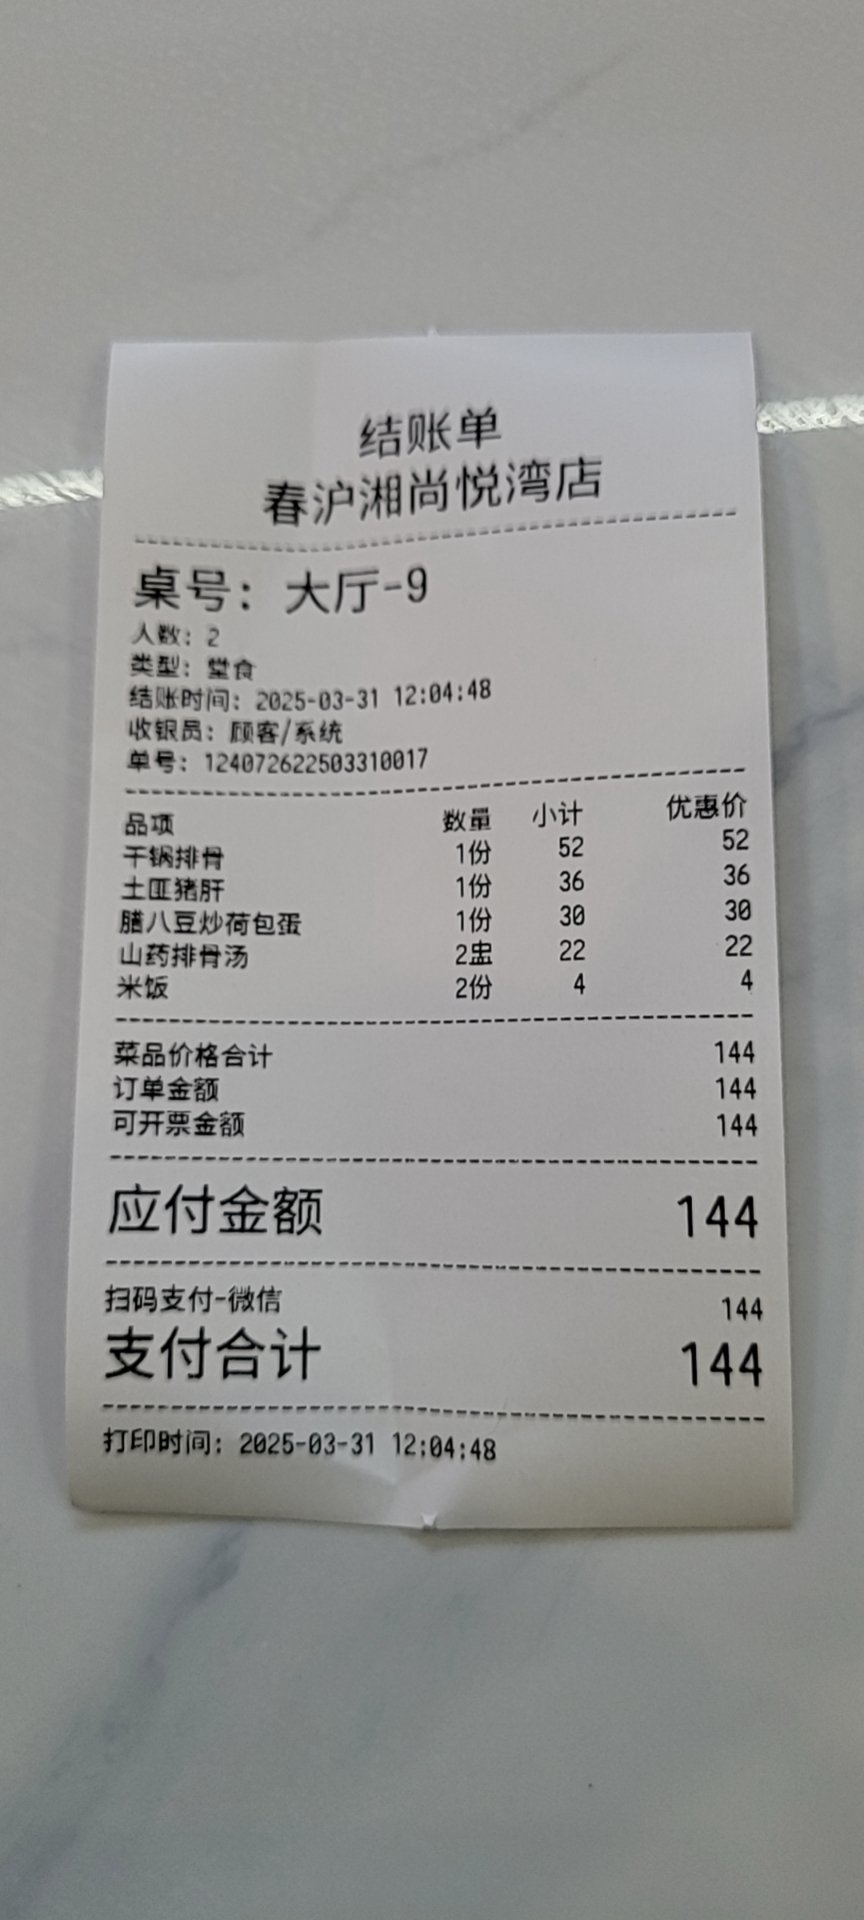 结账单
春沪湘尚悦湾店
桌号：大厅-9
人数：2
类型：堂食
结账时间：2025-03-31 12:04:48
收银员：顾客/系统
单号：124072622503310017
品项 数量 小计 优惠价
干锅排骨 1份 52 52
土匪猪肝 1份 36 36
腊八豆炒荷包蛋 1份 30 30
山药排骨汤 2盅 22 22
米饭 2份 4 4
菜品价格合计 144
订单金额 144
可开票金额 144
应付金额 144
扫码支付-微信 144
支付合计 144
打印时间：2025-03-31 12:04:48